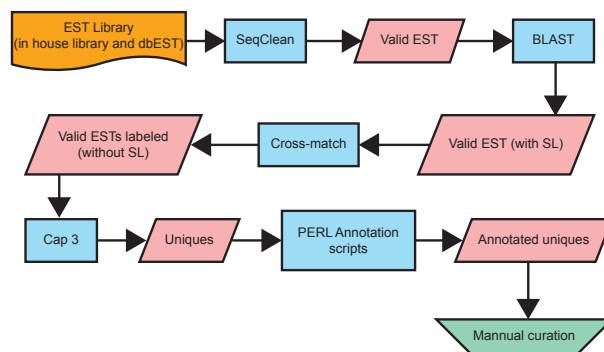 EST Library
(in house library and dbEST)
SeqClean
Valid EST
BLAST
Valid ESTs labeled
(without SL)
Cross-match
Valid EST (with SL)
Cap 3
Uniques
PERL Annotation
scripts
Annotated uniques
Mannual curation